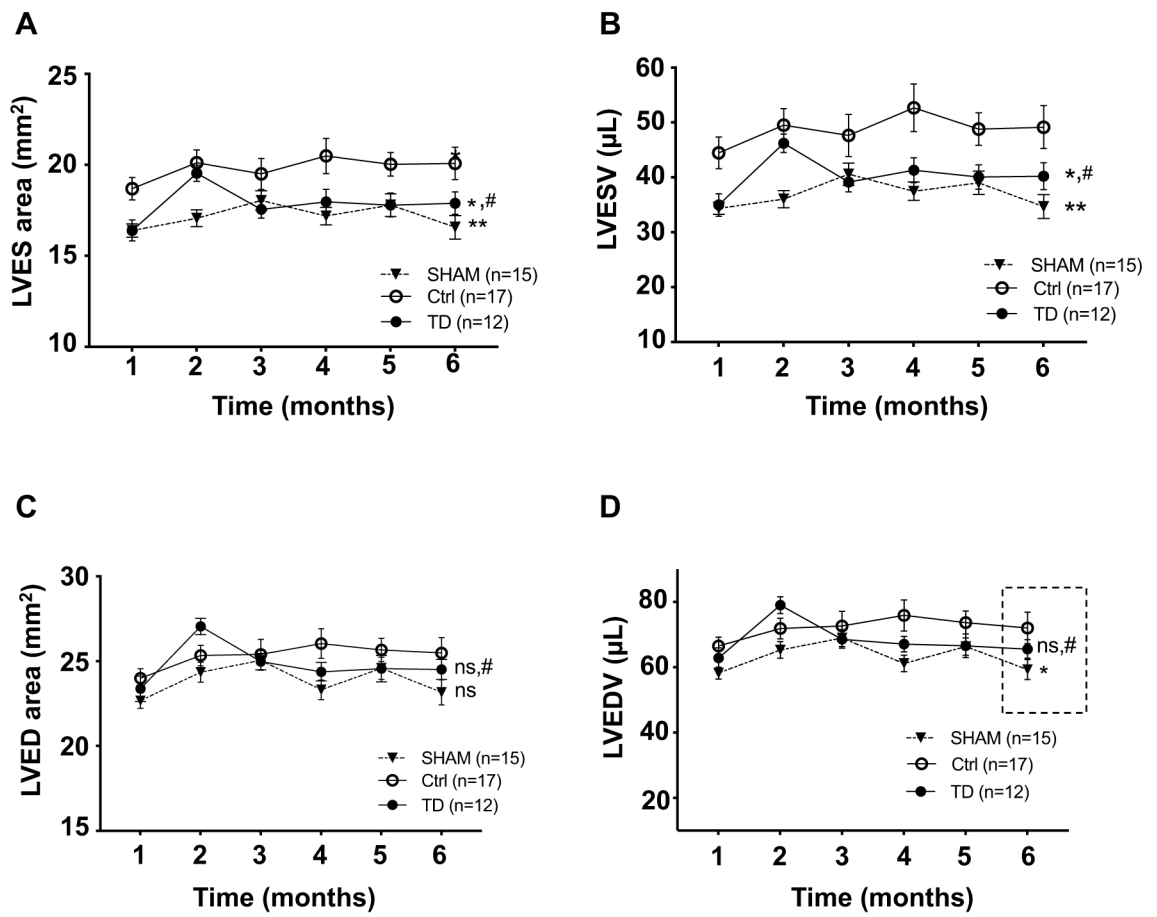 A
LVES area (mm²)
25
20
15
10
*,#
**
SHAM (n=15)
Ctrl (n=17)
TD (n=12)
1 2 3 4 5 6
Time (months)
B
LVESV (µL)
60
50
40
30
20
10
*,#
**
SHAM (n=15)
Ctrl (n=17)
TD (n=12)
1 2 3 4 5 6
Time (months)
C
LVED area (mm²)
30
25
20
15
ns,#
ns
SHAM (n=15)
Ctrl (n=17)
TD (n=12)
1 2 3 4 5 6
Time (months)
D
LVEDV (µL)
80
60
40
20
ns,#
*
SHAM (n=15)
Ctrl (n=17)
TD (n=12)
1 2 3 4 5 6
Time (months)